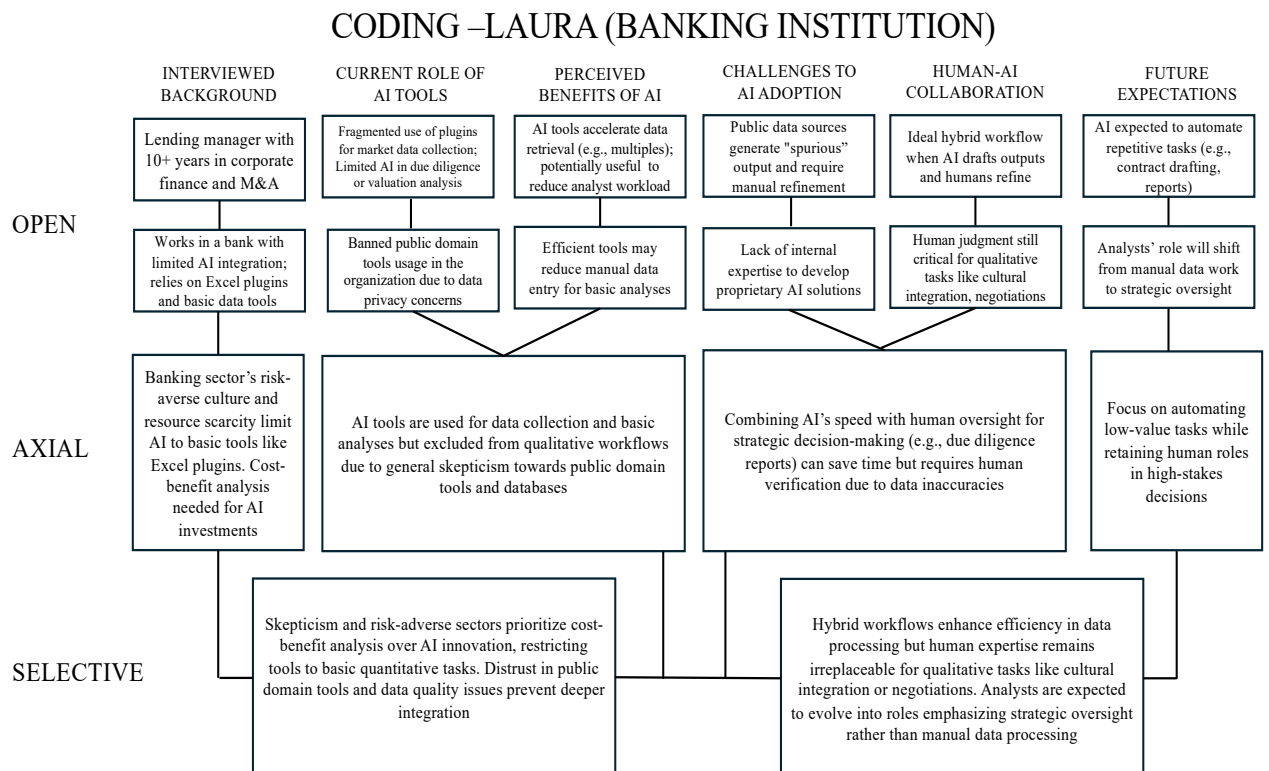 CODING –LAURA (BANKING INSTITUTION)
INTERVIEWED
BACKGROUND
CURRENT ROLE OF
AI TOOLS
PERCEIVED
BENEFITS OF AI
CHALLENGES TO
AI ADOPTION
HUMAN-AI
COLLABORATION
FUTURE
EXPECTATIONS
OPEN
Lending manager with
10+ years in corporate
finance and M&A
Fragmented use of plugins
for market data collection;
Limited AI in due diligence
or valuation analysis
AI tools accelerate data
retrieval (e.g., multiples);
potentially useful to
reduce analyst workload
Public data sources
generate "spurious”
output and require
manual refinement
Ideal hybrid workflow
when AI drafts outputs
and humans refine
AI expected to automate
repetitive tasks (e.g.,
contract drafting,
reports)
Works in a bank with
limited AI integration;
relies on Excel plugins
and basic data tools
Banned public domain
tools usage in the
organization due to data
privacy concerns
Efficient tools may
reduce manual data
entry for basic analyses
Lack of internal
expertise to develop
proprietary AI solutions
Human judgment still
critical for qualitative
tasks like cultural
integration, negotiations
Analysts’ role will shift
from manual data work
to strategic oversight
AXIAL
Banking sector’s risk-
averse culture and
resource scarcity limit
AI to basic tools like
Excel plugins. Cost-
benefit analysis
needed for AI
investments
AI tools are used for data collection and basic
analyses but excluded from qualitative workflows
due to general skepticism towards public domain
tools and databases
Combining AI’s speed with human oversight for
strategic decision-making (e.g., due diligence
reports) can save time but requires human
verification due to data inaccuracies
Focus on automating
low-value tasks while
retaining human roles
in high-stakes
decisions
SELECTIVE
Skepticism and risk-adverse sectors prioritize cost-
benefit analysis over AI innovation, restricting
tools to basic quantitative tasks. Distrust in public
domain tools and data quality issues prevent deeper
integration
Hybrid workflows enhance efficiency in data
processing but human expertise remains
irreplaceable for qualitative tasks like cultural
integration or negotiations. Analysts are expected
to evolve into roles emphasizing strategic oversight
rather than manual data processing